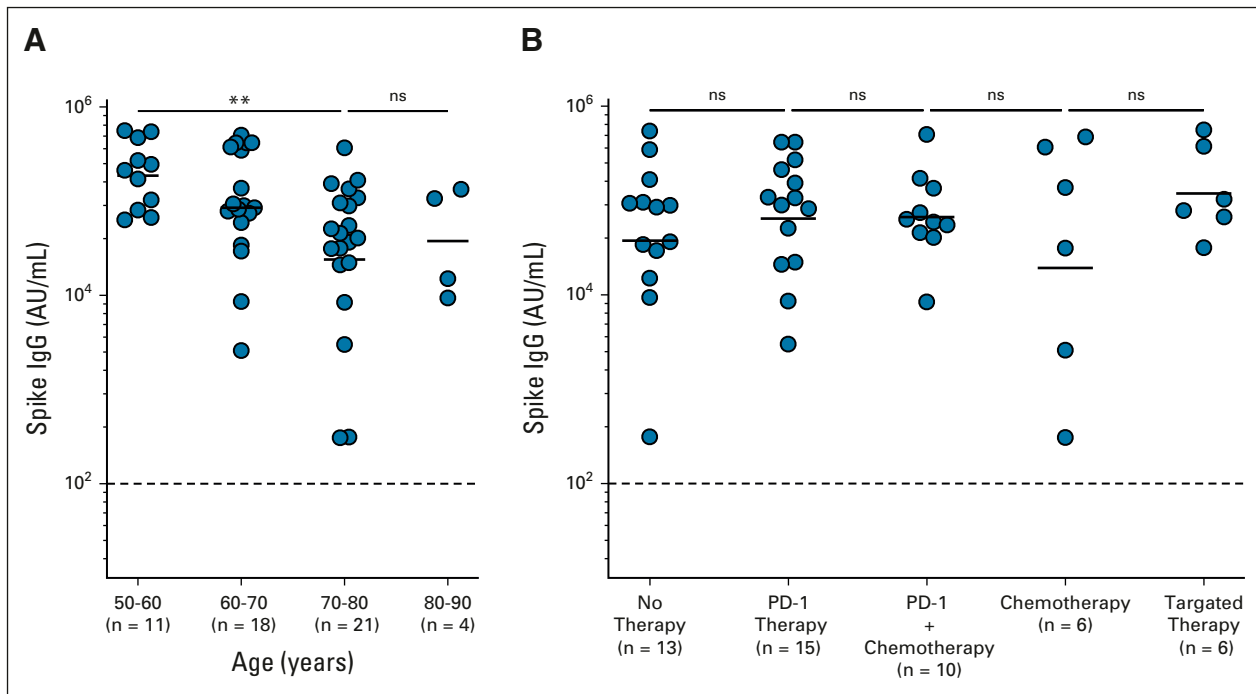 A
Spike IgG (AU/mL)
10⁶
10⁴
10²
**
ns
50-60
(n = 11)
60-70
(n = 18)
70-80
(n = 21)
80-90
(n = 4)
Age (years)
B
Spike IgG (AU/mL)
10⁶
10⁴
10²
ns
ns
ns
ns
No
Therapy
(n = 13)
PD-1
Therapy
(n = 15)
PD-1
+
Chemotherapy
(n = 10)
Chemotherapy
(n = 6)
Targated
Therapy
(n = 6)